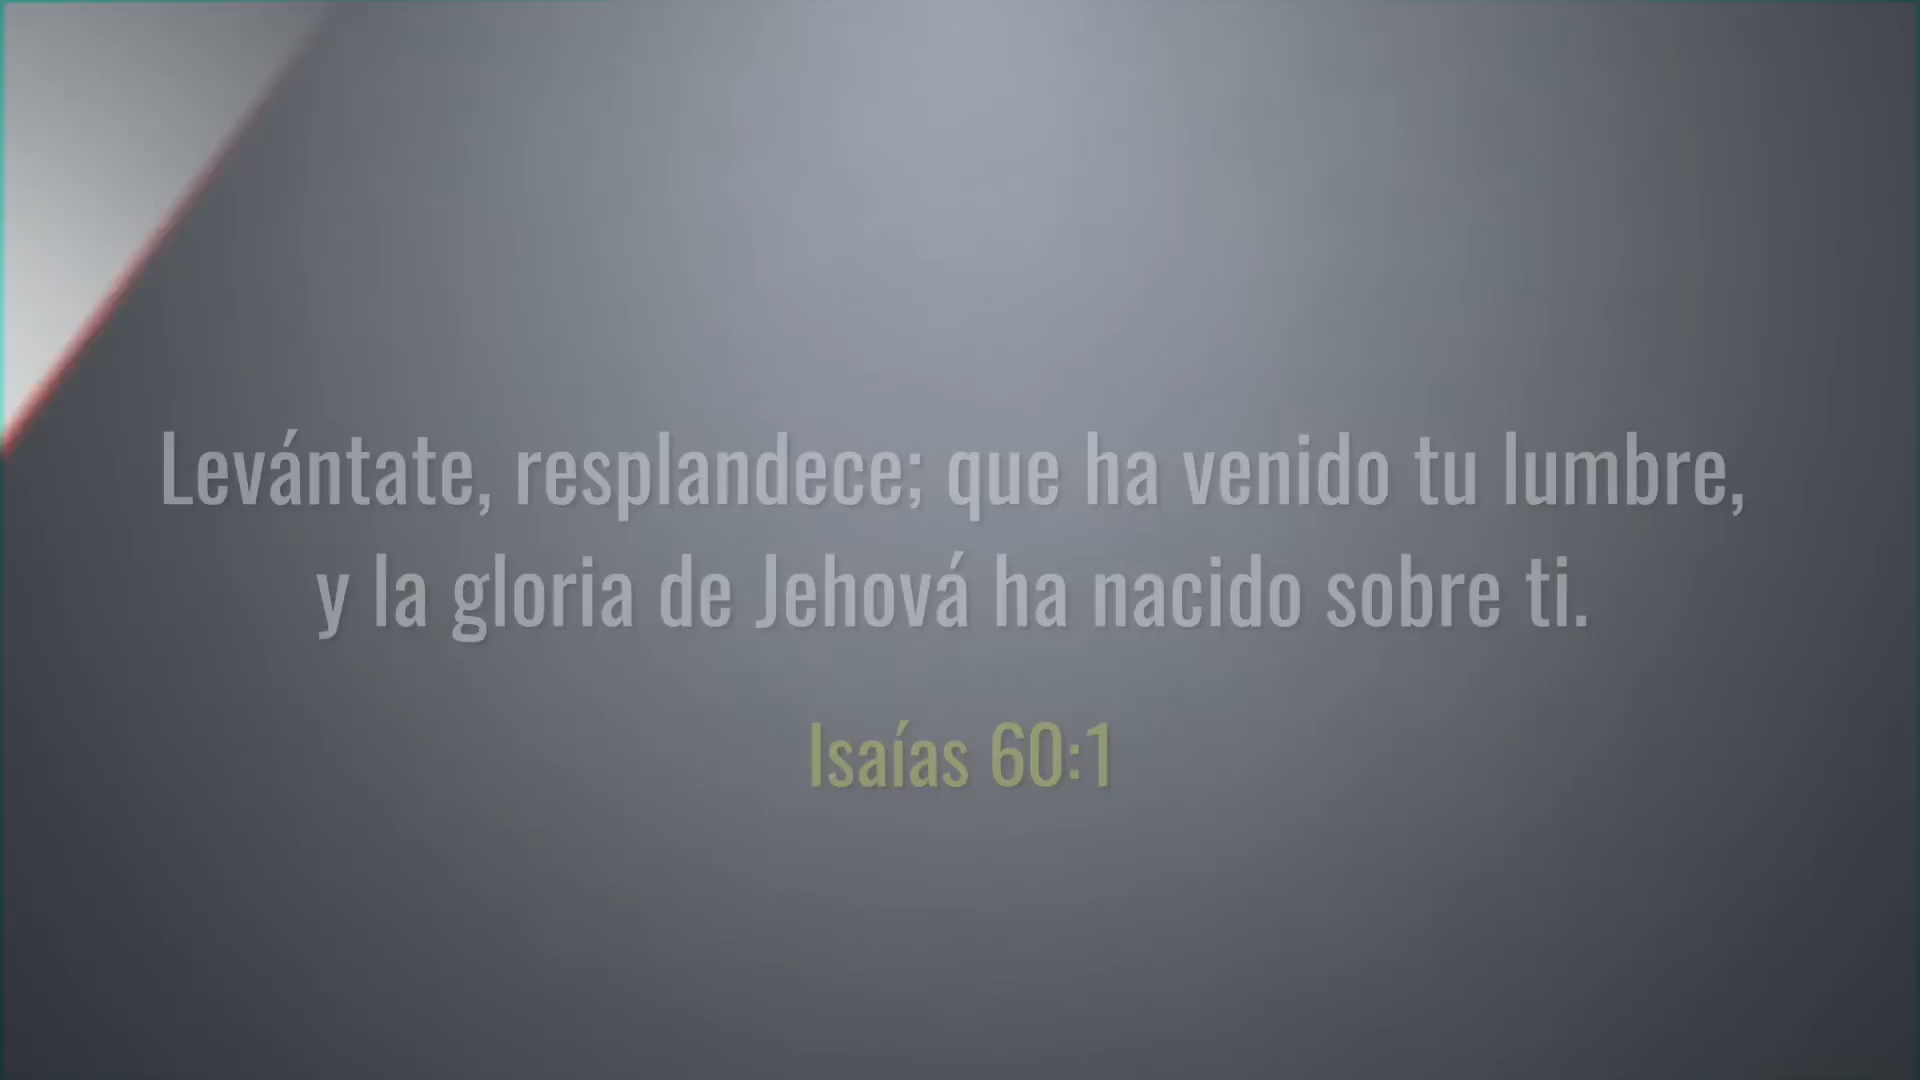 Levántate, resplandece; que ha venido tu lumbre,
y la gloria de Jehová ha nacido sobre ti.
Isaías 60:1